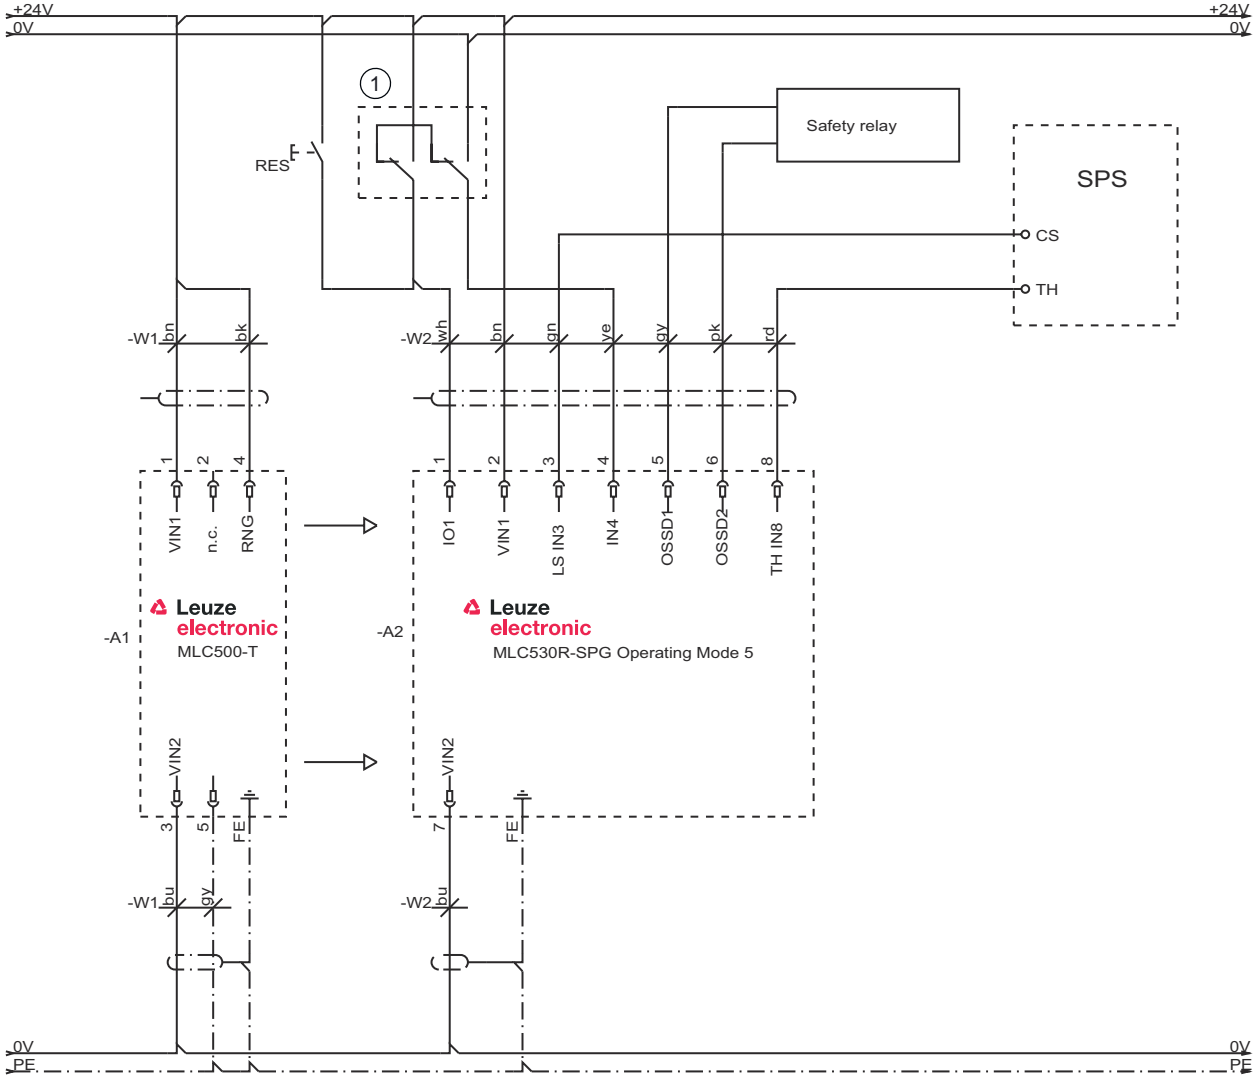 +24V
+24V
0V
0V
1
Safety relay
RES
SPS
CS
TH
-W1
bn
bk
-W2
wh
bn
gn
ye
gy
pk
rd
1
2
4
1
2
3
4
5
6
8
VIN1
n.c.
RNG
IO1
VIN1
LS IN3
IN4
OSSD1
OSSD2
TH IN8
Leuze
electronic
MLC500-T
-A1
Leuze
electronic
MLC530R-SPG Operating Mode 5
-A2
VIN2
VIN2
3
5
FE
7
FE
-W1
bu
gy
-W2
bu
0V
0V
PE
PE